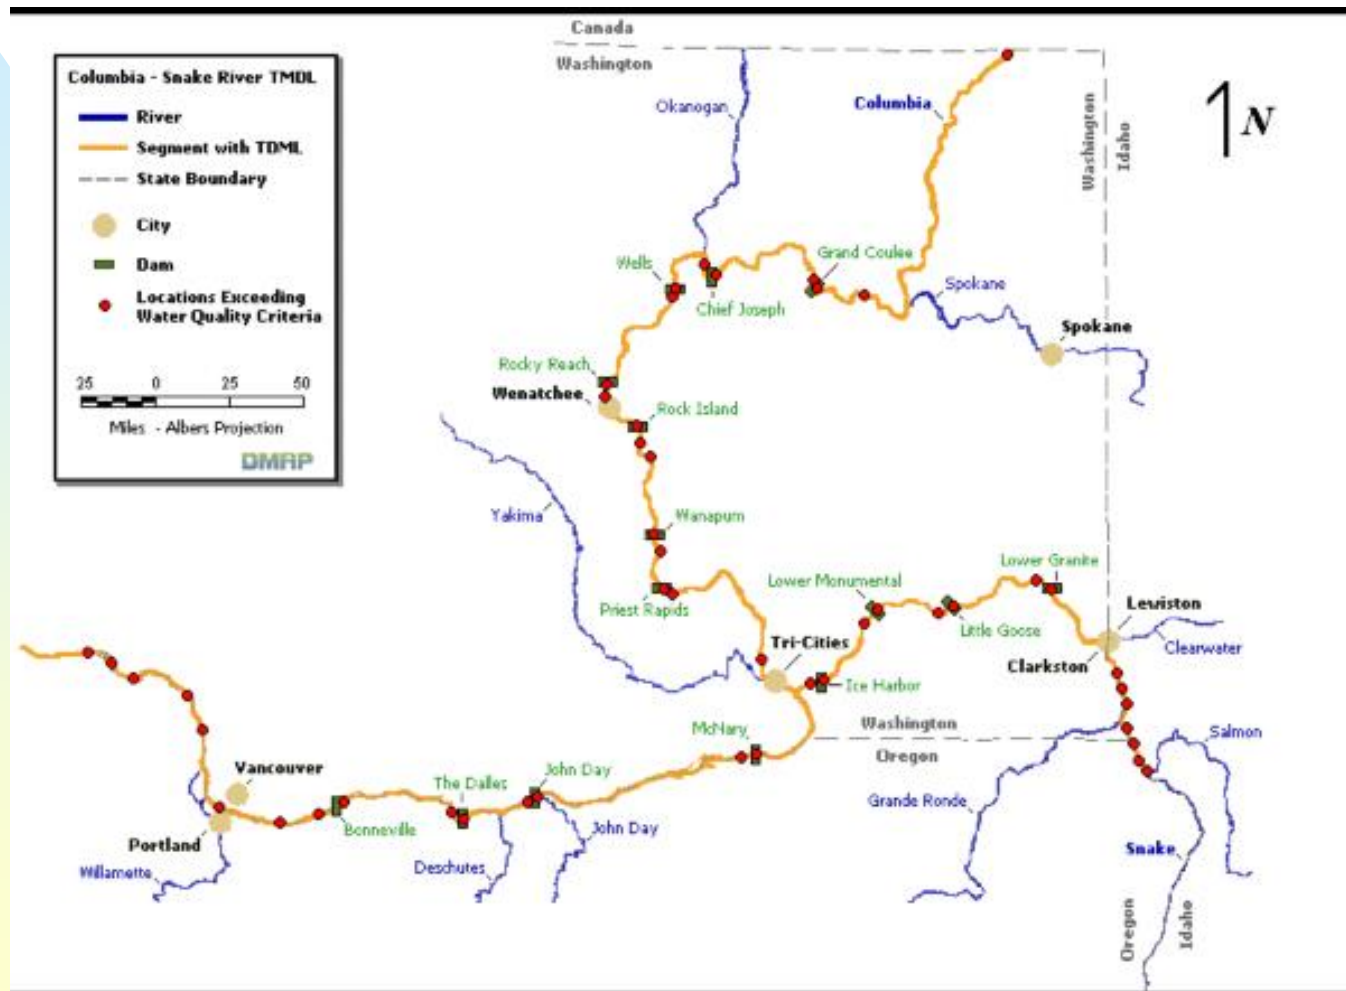 Canada
Washington
Columbia - Snake River TMDL
River
Segment with TDML
State Boundary
City
Dam
Locations Exceeding
Water Quality Criteria
25 0 25 50
Miles - Albers Projection
DMAP
Okanogan
Columbia
Washington
Idaho
N
Wells
Grand Coulee
Chief Joseph
Spokane
Spokane
Rocky Reach
Wenatchee
Rock Island
Yakima
Wanapum
Priest Rapids
Lower Monumental
Lower Granite
Little Goose
Lewiston
Clearwater
Clarkston
Tri-Cities
Ice Harbor
McNary
Washington
Oregon
Salmon
Vancouver
The Dalles
John Day
Grande Ronde
Bonneville
John Day
Portland
Willamette
Deschutes
Snake
Oregon
Idaho